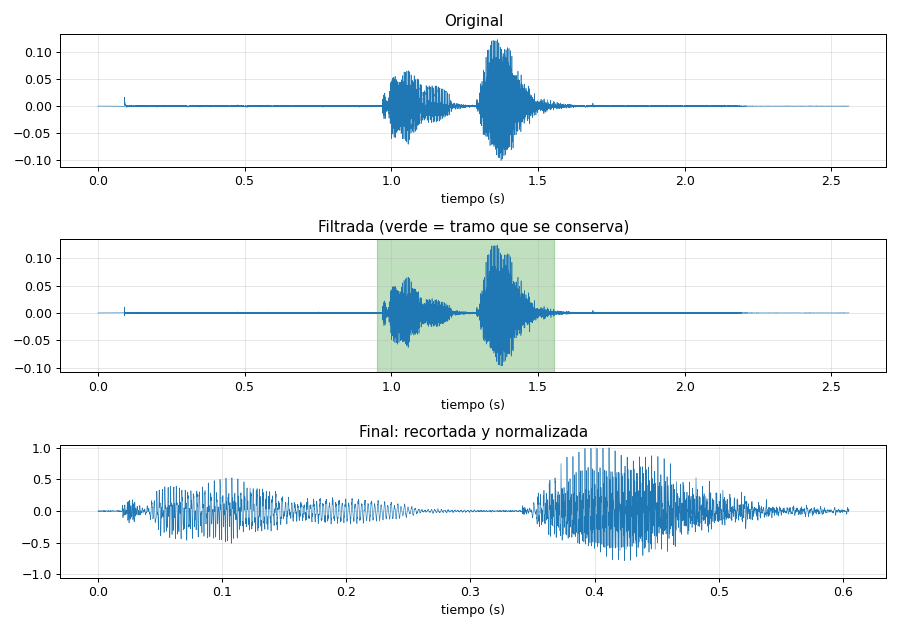 Original
0.10
0.05
0.00
−0.05
−0.10
0.0 0.5 1.0 1.5 2.0 2.5
tiempo (s)
Filtrada (verde = tramo que se conserva)
0.10
0.05
0.00
−0.05
−0.10
0.0 0.5 1.0 1.5 2.0 2.5
tiempo (s)
Final: recortada y normalizada
1.0
0.5
0.0
−0.5
−1.0
0.0 0.1 0.2 0.3 0.4 0.5 0.6
tiempo (s)